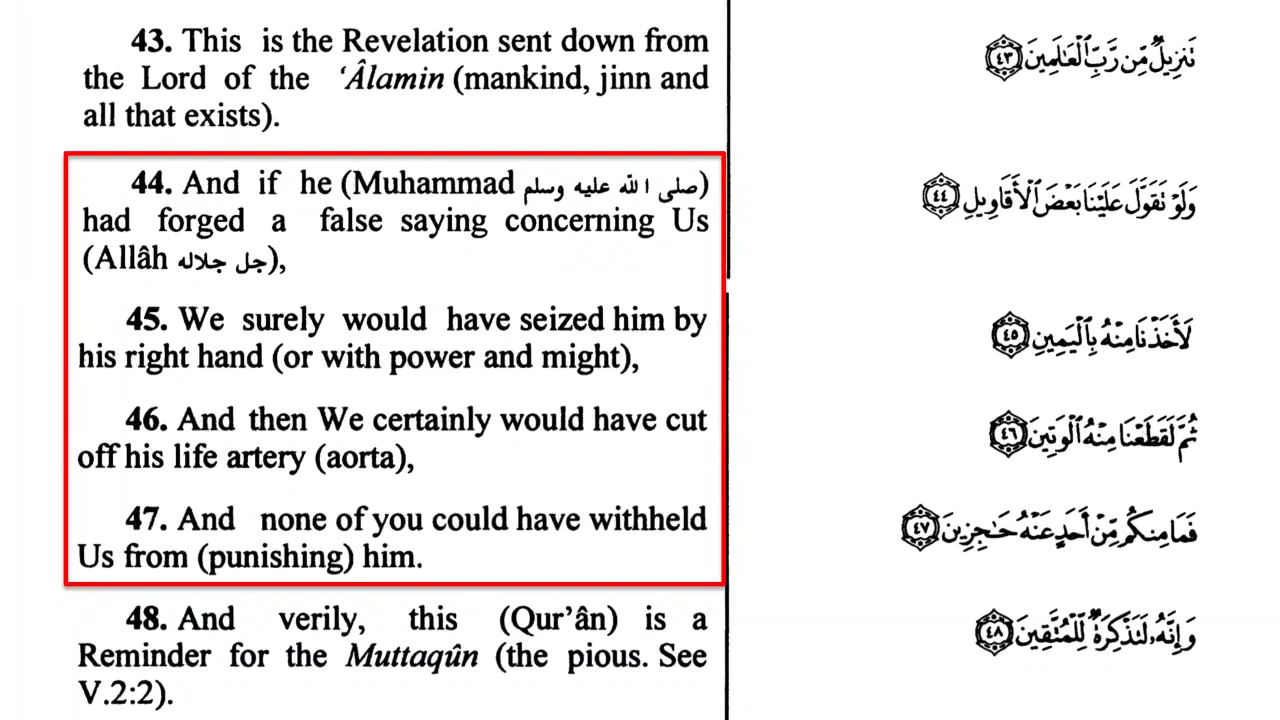 43. This is the Revelation sent down from
the Lord of the ‘Âlamin (mankind, jinn and
all that exists).
تَنزِيلٌ مِّن رَّبِّ ٱلْعَـٰلَمِينَ ٤٣
44. And if he (Muhammad صلى الله عليه وسلم)
had forged a false saying concerning Us
(Allâh جل جلاله),
وَلَوْ تَقَوَّلَ عَلَيْنَا بَعْضَ ٱلْأَقَاوِيلِ ٤٤
45. We surely would have seized him by
his right hand (or with power and might),
لَأَخَذْنَا مِنْهُ بِٱلْيَمِينِ ٤٥
46. And then We certainly would have cut
off his life artery (aorta),
ثُمَّ لَقَطَعْنَا مِنْهُ ٱلْوَتِينَ ٤٦
47. And none of you could have withheld
Us from (punishing) him.
فَمَا مِنكُم مِّنْ أَحَدٍ عَنْهُ حَـٰجِزِينَ ٤٧
48. And verily, this (Qur’ân) is a
Reminder for the Muttaqûn (the pious. See
V.2:2).
وَإِنَّهُۥ لَتَذْكِرَةٌ لِّلْمُتَّقِينَ ٤٨